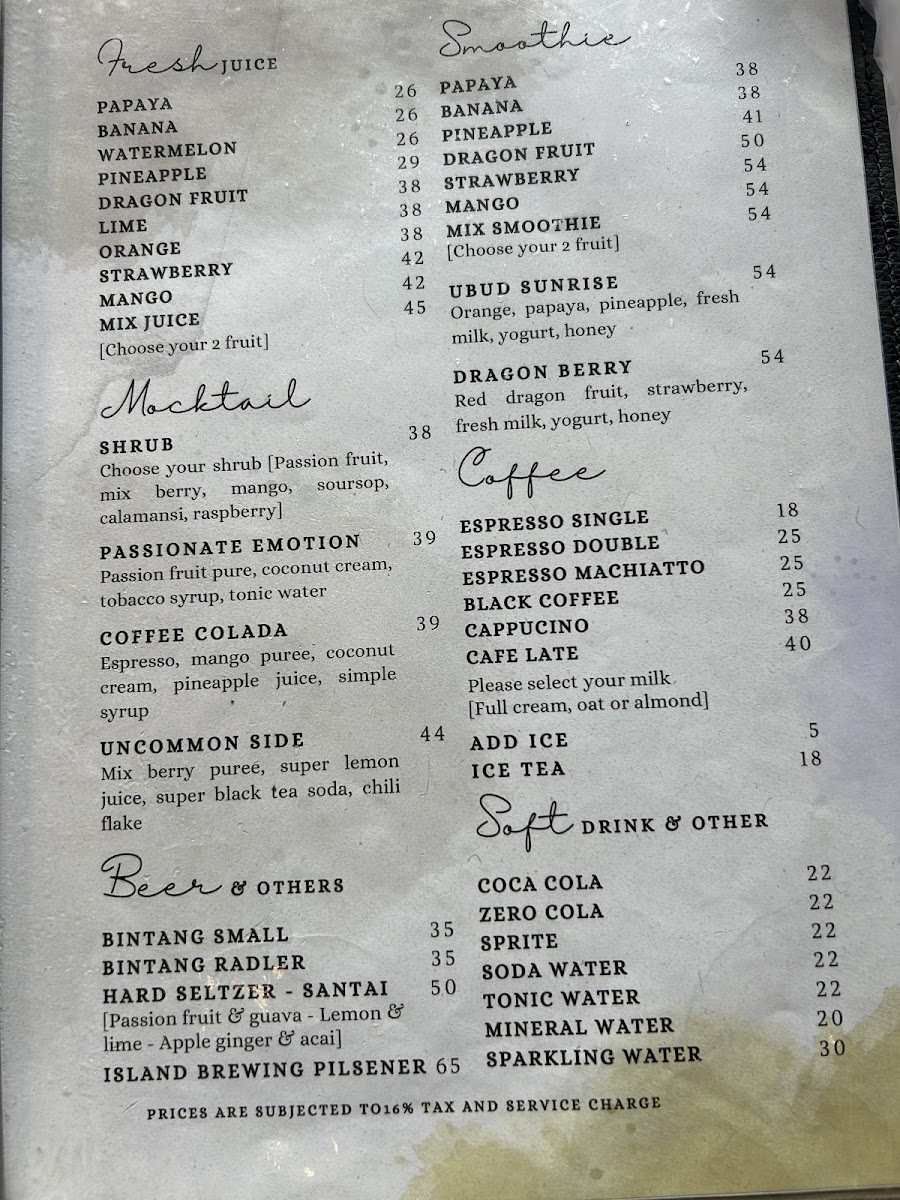 Fresh JUICE
PAPAYA 26
BANANA 26
WATERMELON 26
PINEAPPLE 29
DRAGON FRUIT 38
LIME 38
ORANGE 38
STRAWBERRY 42
MANGO 42
MIX JUICE 45
[Choose your 2 fruit]
Mocktail
SHRUB 38
Choose your shrub [Passion fruit,
mix berry, mango, soursop,
calamansi, raspberry]
PASSIONATE EMOTION 39
Passion fruit pure, coconut cream,
tobacco syrup, tonic water
COFFEE COLADA 39
Espresso, mango puree, coconut
cream, pineapple juice, simple
syrup
UNCOMMON SIDE 44
Mix berry puree, super lemon
juice, super black tea soda, chili
flake
Beer & OTHERS
BINTANG SMALL 35
BINTANG RADLER 35
HARD SELTZER - SANTAI 50
[Passion fruit & guava - Lemon &
lime - Apple ginger & acai]
ISLAND BREWING PILSENER 65
Smoothie
PAPAYA 38
BANANA 38
PINEAPPLE 41
DRAGON FRUIT 50
STRAWBERRY 54
MANGO 54
MIX SMOOTHIE 54
[Choose your 2 fruit]
UBUD SUNRISE 54
Orange, papaya, pineapple, fresh
milk, yogurt, honey
DRAGON BERRY 54
Red dragon fruit, strawberry,
fresh milk, yogurt, honey
Coffee
ESPRESSO SINGLE 18
ESPRESSO DOUBLE 25
ESPRESSO MACHIATTO 25
BLACK COFFEE 25
CAPPUCINO 38
CAFE LATE 40
Please select your milk
[Full cream, oat or almond]
ADD ICE 5
ICE TEA 18
Soft DRINK & OTHER
COCA COLA 22
ZERO COLA 22
SPRITE 22
SODA WATER 22
TONIC WATER 22
MINERAL WATER 20
SPARKLING WATER 30
PRICES ARE SUBJECTED TO16% TAX AND SERVICE CHARGE